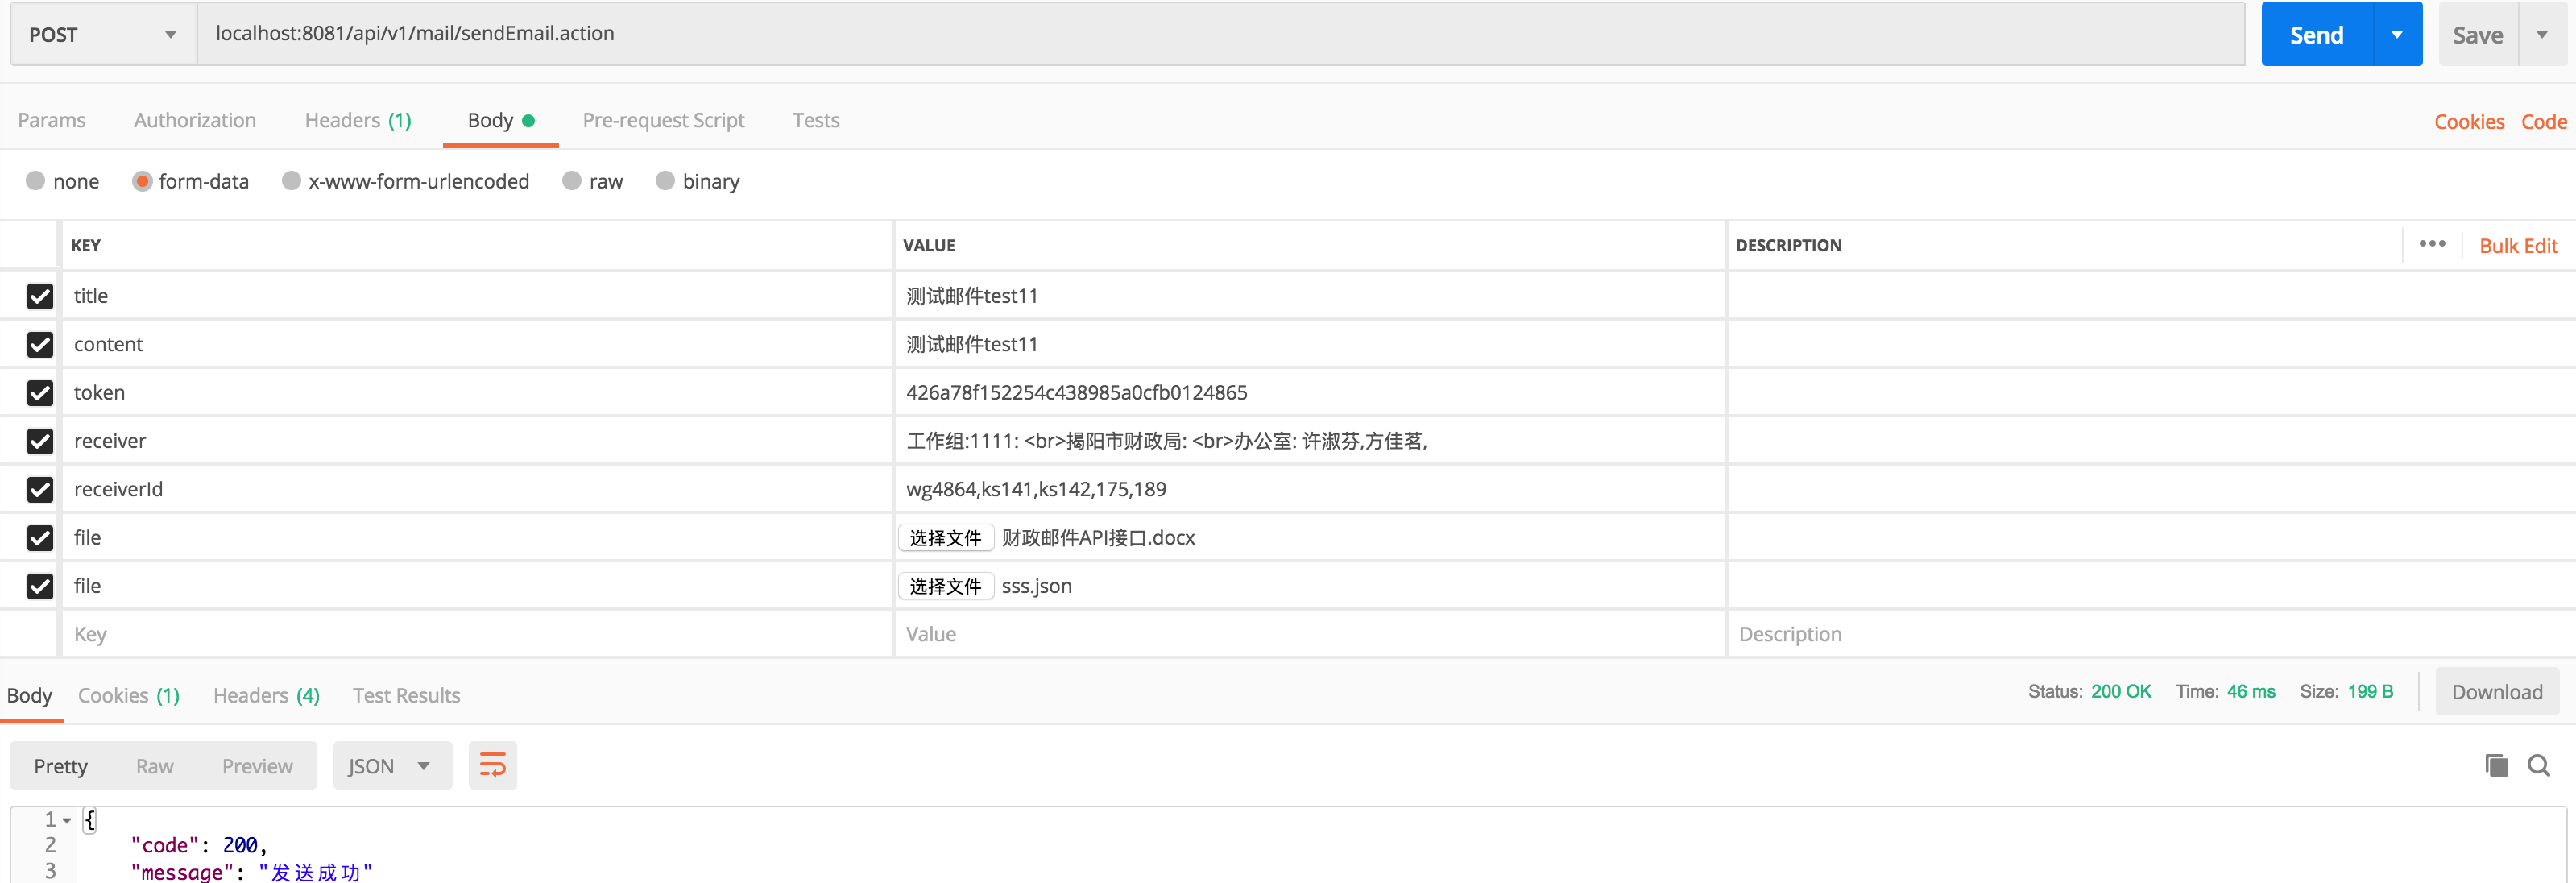 POST localhost:8081/api/v1/mail/sendEmail.action Send Save
Params Authorization Headers (1) Body Pre-request Script Tests Cookies Code
none form-data x-www-form-urlencoded raw binary
KEY VALUE DESCRIPTION ••• Bulk Edit
title 测试邮件test11
content 测试邮件test11
token 426a78f152254c438985a0cfb0124865
receiver 工作组:1111: <br>揭阳市财政局: <br>办公室: 许淑芬,方佳茗,
receiverId wg4864,ks141,ks142,175,189
file 选择文件 财政邮件API接口.docx
file 选择文件 sss.json
Key Value Description
Body Cookies (1) Headers (4) Test Results Status: 200 OK Time: 46 ms Size: 199 B Download
Pretty Raw Preview JSON
1 {
2 "code": 200,
3 "message": "发送成功"